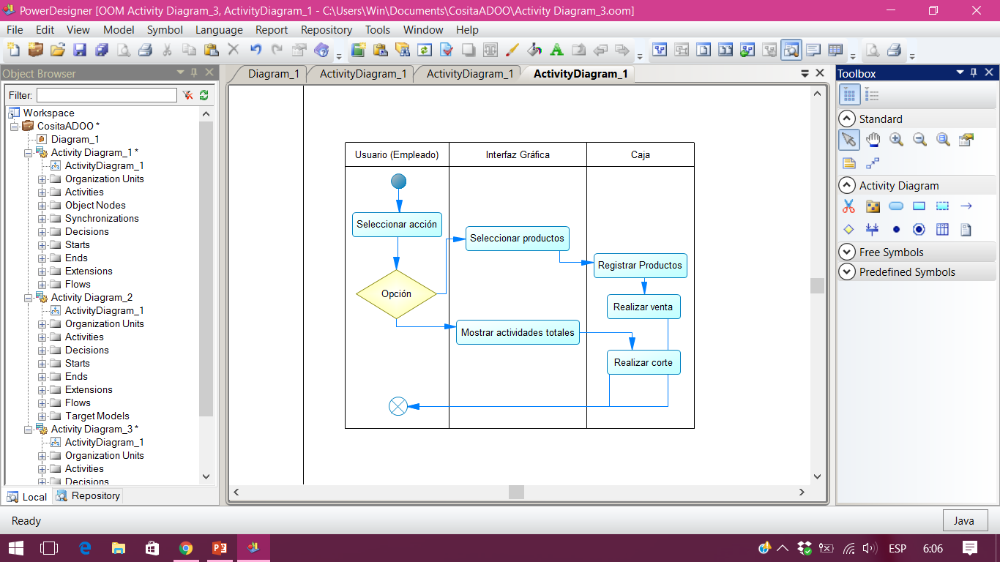 PowerDesigner [OOM Activity Diagram_3, ActivityDiagram_1 - C:\Users\Win\Documents\CositaADOO\Activity Diagram_3.oom]
File Edit View Model Symbol Language Report Repository Tools Window Help
Object Browser
Filter:
Workspace
CositaADOO *
Diagram_1
Activity Diagram_1 *
ActivityDiagram_1
Organization Units
Activities
Object Nodes
Synchronizations
Decisions
Starts
Ends
Extensions
Flows
Activity Diagram_2
ActivityDiagram_1
Organization Units
Activities
Decisions
Starts
Ends
Extensions
Flows
Target Models
Activity Diagram_3 *
ActivityDiagram_1
Organization Units
Activities
Decisions
Local Repository
Diagram_1 ActivityDiagram_1 ActivityDiagram_1 ActivityDiagram_1
Usuario (Empleado) Interfaz Gráfica Caja
Seleccionar acción
Seleccionar productos
Registrar Productos
Opción
Realizar venta
Mostrar actividades totales
Realizar corte
Toolbox
Standard
Activity Diagram
Free Symbols
Predefined Symbols
Ready
Java
ESP 6:06